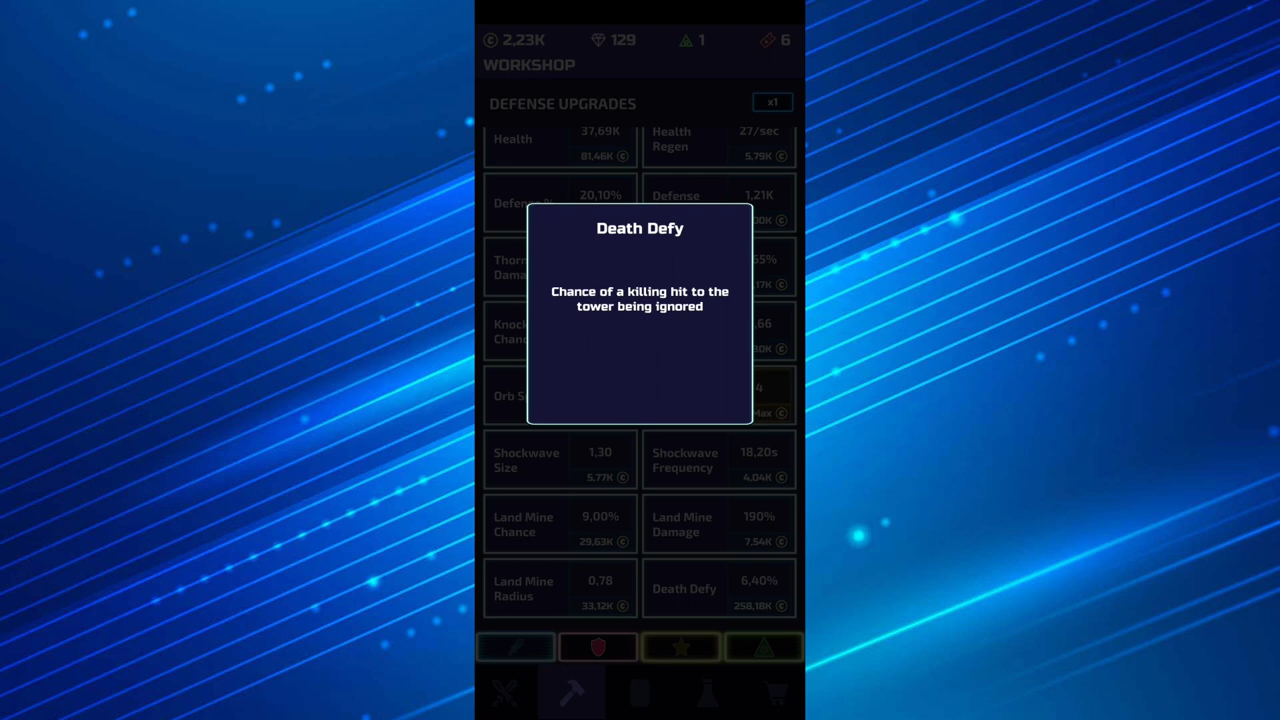 2,23K 129 1 6
WORKSHOP
DEFENSE UPGRADES x1
Health 37,69K 81,46K
Health Regen 27/sec 5,79K
20,10%
Defense 1,21K
Shockwave Size 1,30 5,77K
Shockwave Frequency 18,20s 4,04K
Land Mine Chance 9,00% 29,63K
Land Mine Damage 190% 7,54K
Land Mine Radius 0,78 33,12K
Death Defy 6,40% 258,18K
Max
Death Defy
Chance of a killing hit to the
tower being ignored